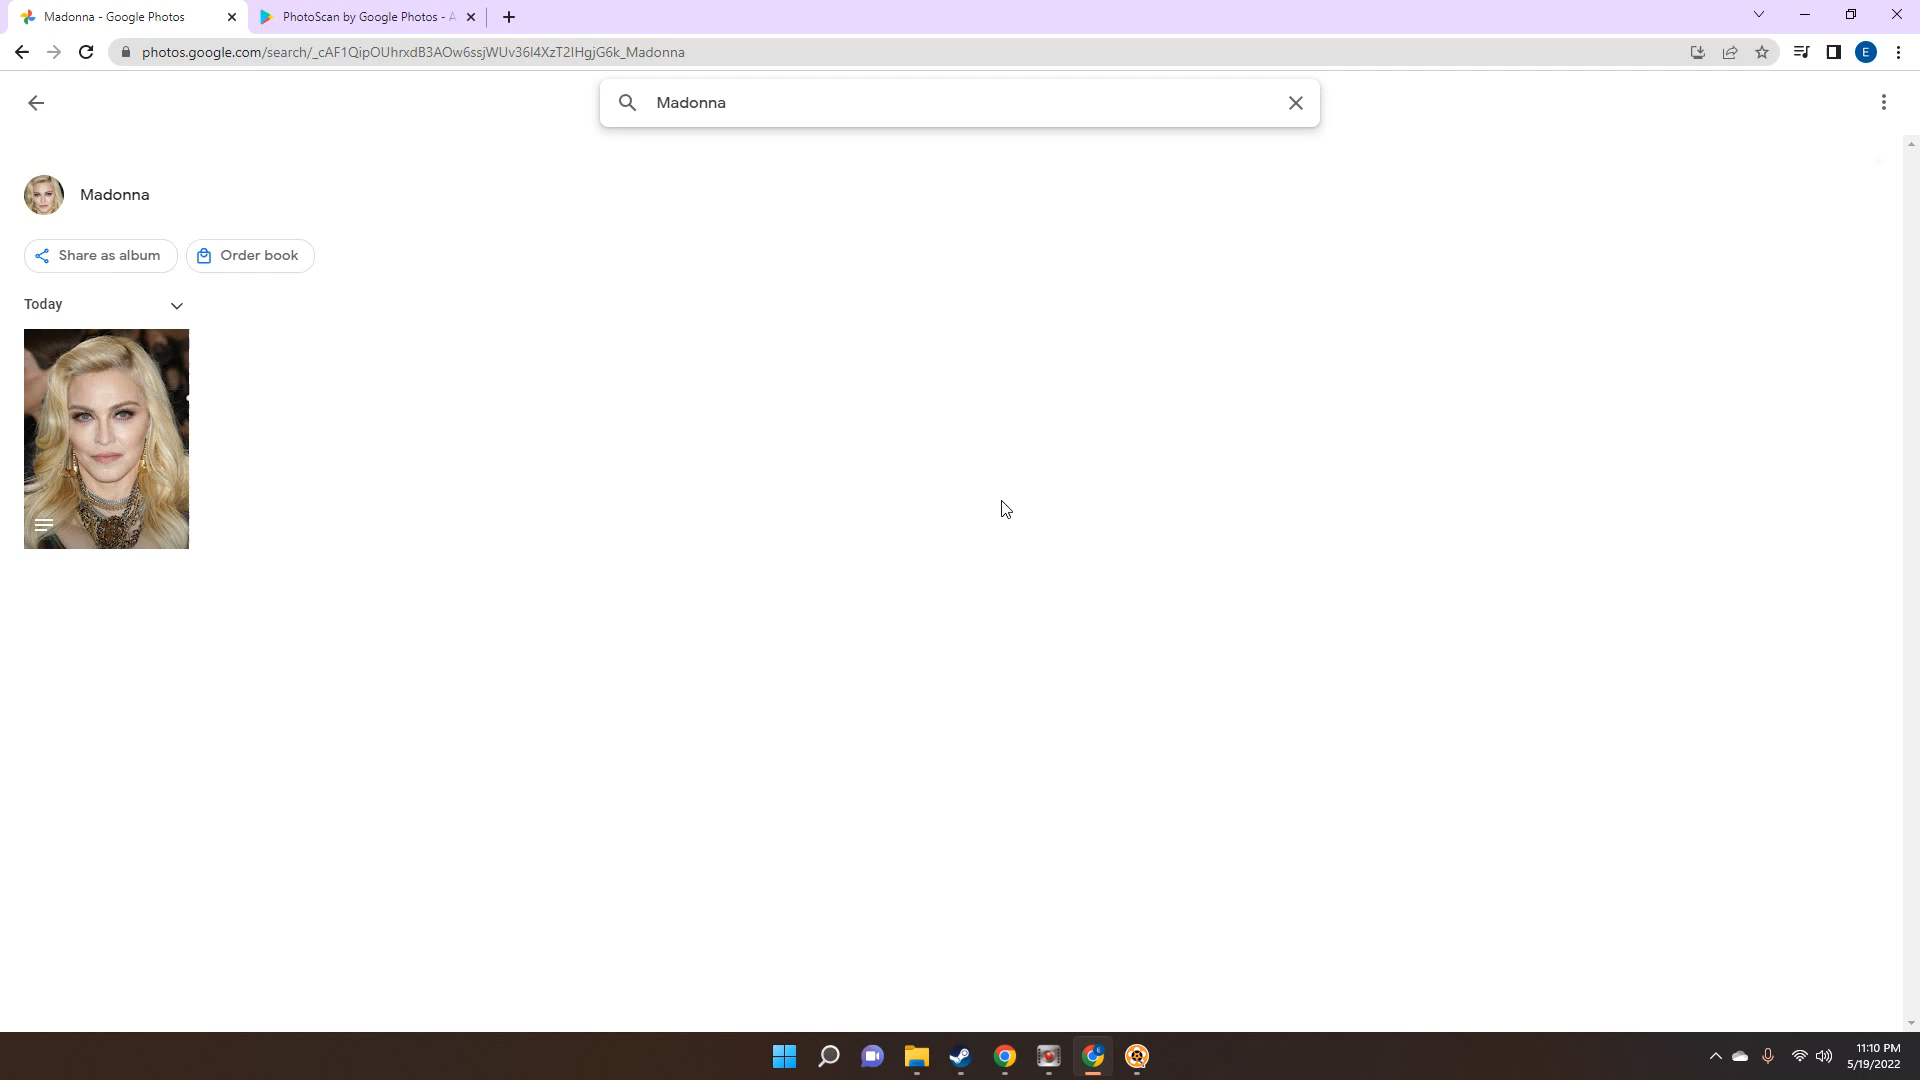 Madonna - Google Photos
PhotoScan by Google Photos - A
photos.google.com/search/_cAF1QipOUhrxdB3AOw6ssjWUv36I4XzT2IHgjG6k_Madonna
E
Madonna
Madonna
Share as album
Order book
Today
E
11:10 PM
5/19/2022